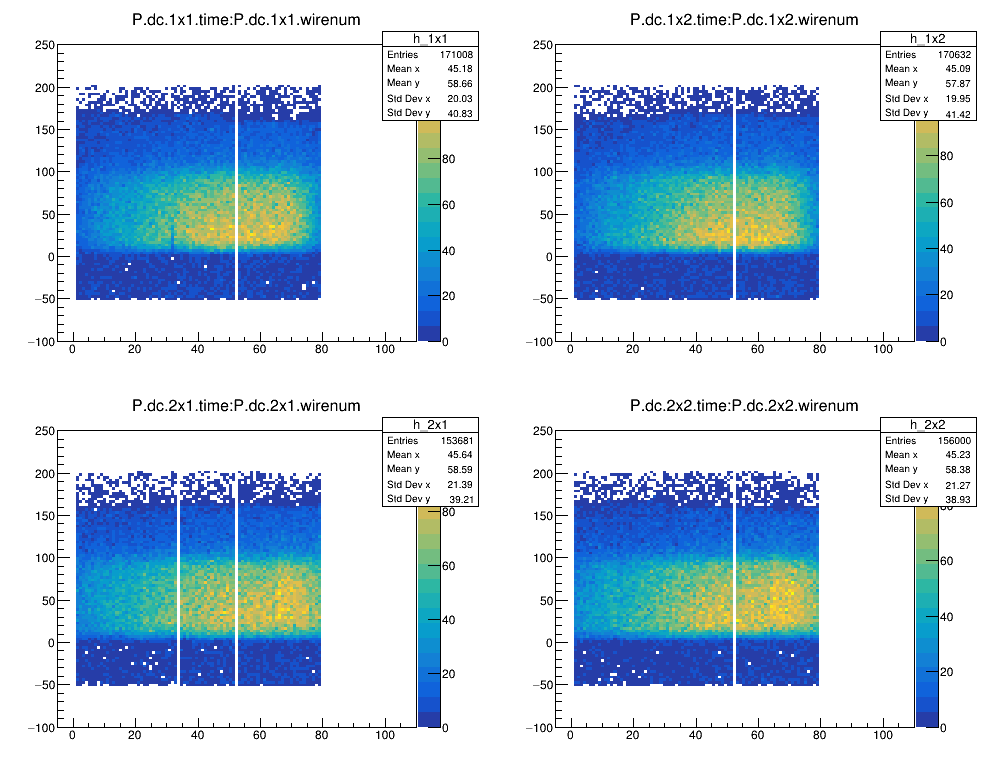 P.dc.1x1.time:P.dc.1x1.wirenum
h_1x1
Entries 171008
Mean x 45.18
Mean y 58.66
Std Dev x 20.03
Std Dev y 40.83
250
200
150
100
50
0
−50
−100
0 20 40 60 80 100
80
60
40
20
0
P.dc.1x2.time:P.dc.1x2.wirenum
h_1x2
Entries 170632
Mean x 45.09
Mean y 57.87
Std Dev x 19.95
Std Dev y 41.42
250
200
150
100
50
0
−50
−100
0 20 40 60 80 100
80
60
40
20
0
P.dc.2x1.time:P.dc.2x1.wirenum
h_2x1
Entries 153681
Mean x 45.64
Mean y 58.59
Std Dev x 21.39
Std Dev y 39.21
250
200
150
100
50
0
−50
−100
0 20 40 60 80 100
80
60
40
20
0
P.dc.2x2.time:P.dc.2x2.wirenum
h_2x2
Entries 156000
Mean x 45.23
Mean y 58.38
Std Dev x 21.27
Std Dev y 38.93
250
200
150
100
50
0
−50
−100
0 20 40 60 80 100
80
60
40
20
0